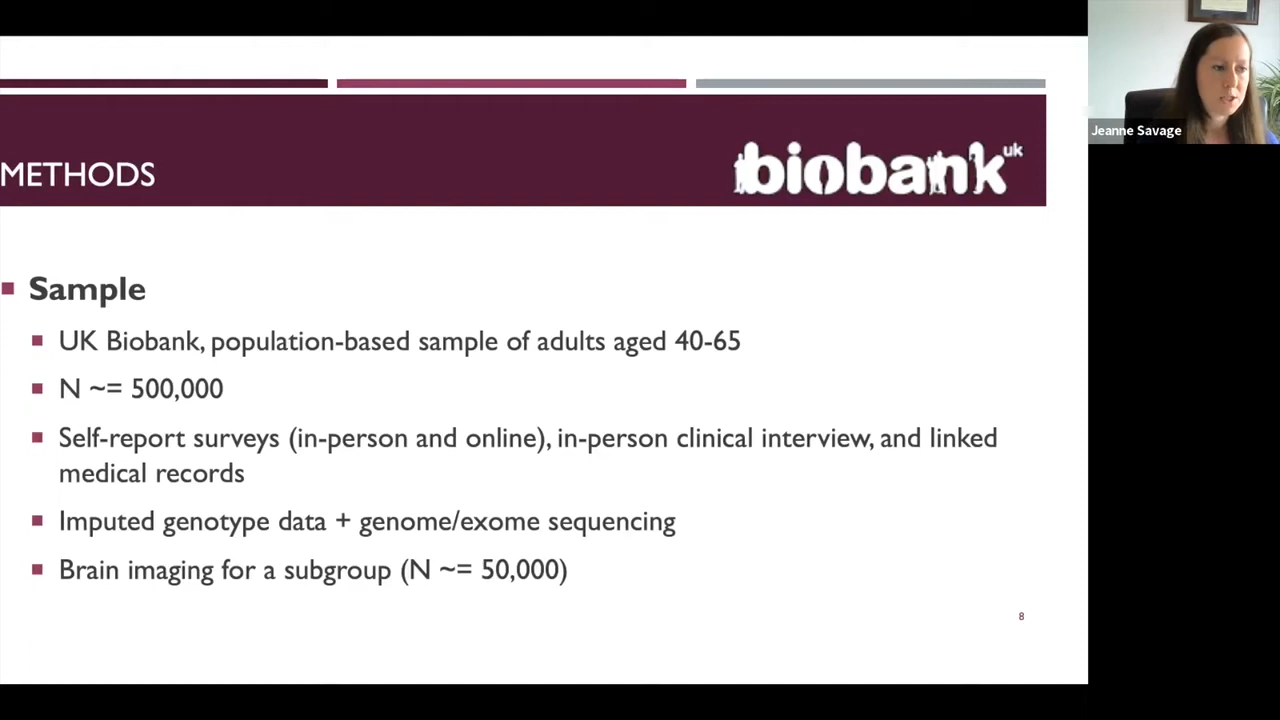 METHODS
biobank uk
Jeanne Savage
Sample
UK Biobank, population-based sample of adults aged 40-65
N ~= 500,000
Self-report surveys (in-person and online), in-person clinical interview, and linked
medical records
Imputed genotype data + genome/exome sequencing
Brain imaging for a subgroup (N ~= 50,000)
8